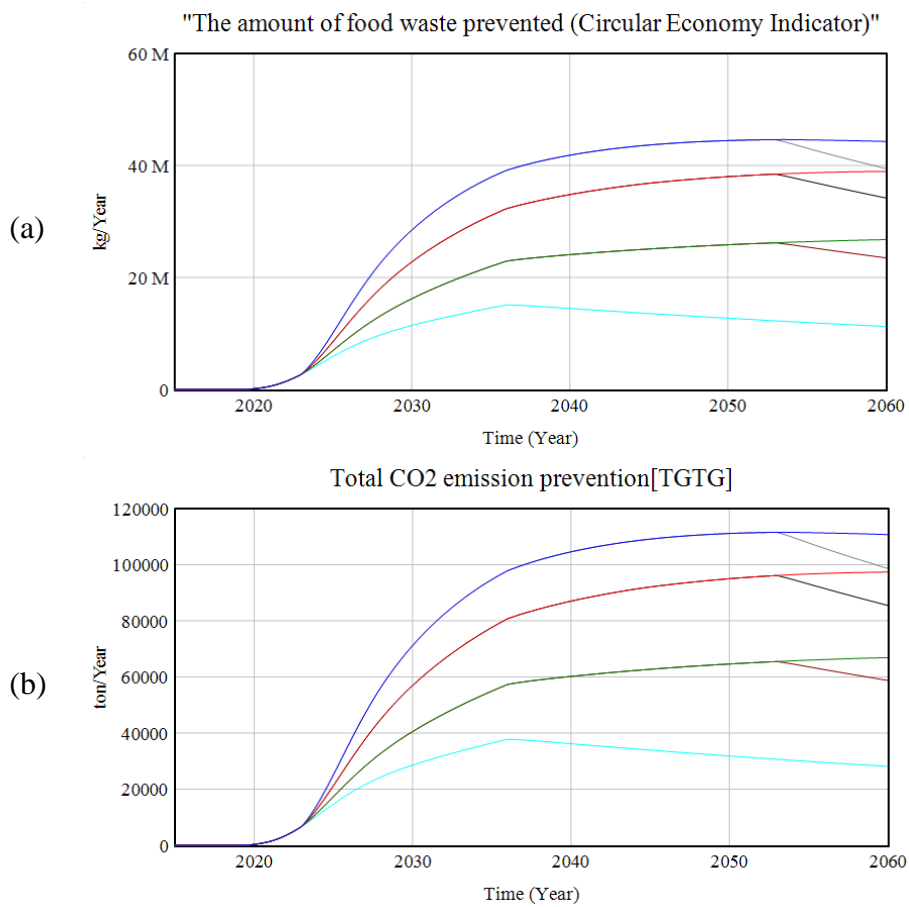 "The amount of food waste prevented (Circular Economy Indicator)"
(a)
kg/Year
60 M
40 M
20 M
0
2020 2030 2040 2050 2060
Time (Year)
Total CO2 emission prevention[TGTG]
(b)
ton/Year
120000
100000
80000
60000
40000
20000
0
2020 2030 2040 2050 2060
Time (Year)